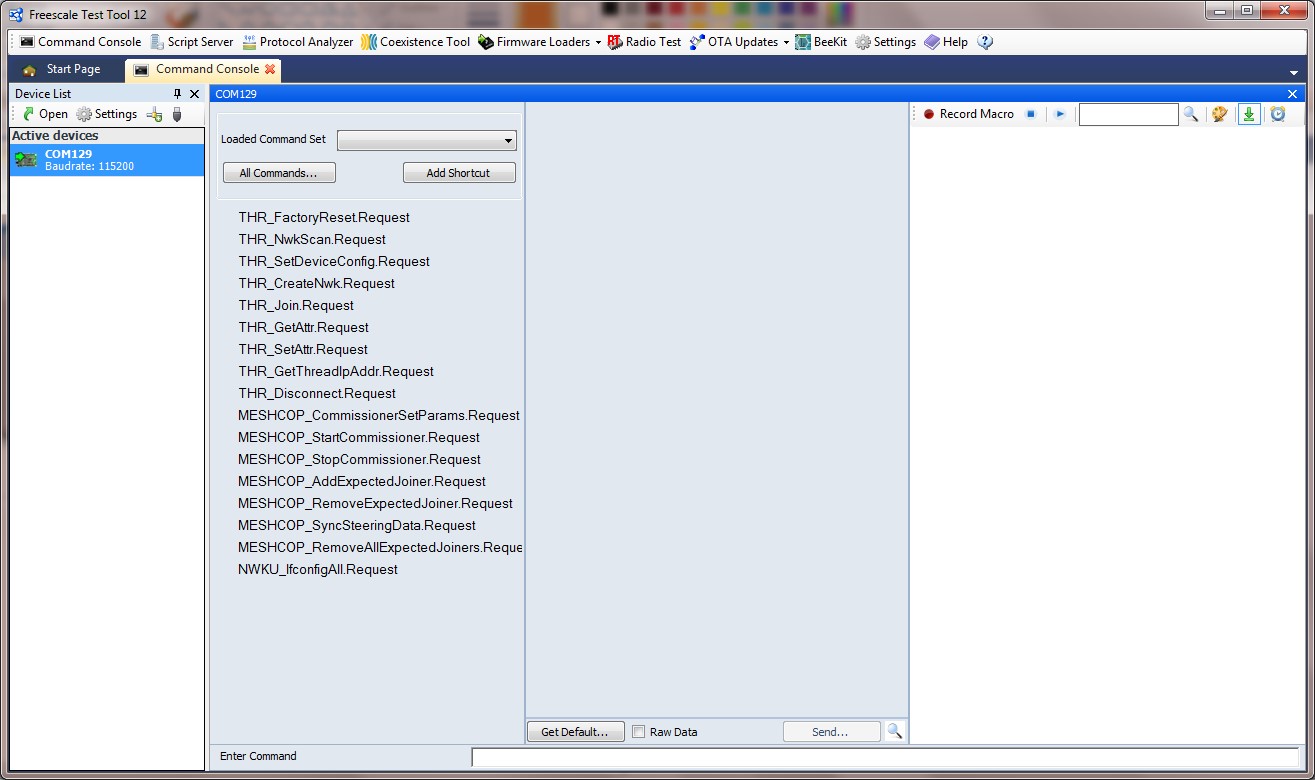 Freescale Test Tool 12
Command Console Script Server Protocol Analyzer Coexistence Tool Firmware Loaders RT Radio Test OTA Updates BeeKit Settings Help
Start Page Command Console
Device List
COM129
Open Settings
Record Macro
Active devices
COM129
Baudrate: 115200
Loaded Command Set
All Commands... Add Shortcut
THR_FactoryReset.Request
THR_NwkScan.Request
THR_SetDeviceConfig.Request
THR_CreateNwk.Request
THR_Join.Request
THR_GetAttr.Request
THR_SetAttr.Request
THR_GetThreadIpAddr.Request
THR_Disconnect.Request
MESHCOP_CommissionerSetParams.Request
MESHCOP_StartCommissioner.Request
MESHCOP_StopCommissioner.Request
MESHCOP_AddExpectedJoiner.Request
MESHCOP_RemoveExpectedJoiner.Request
MESHCOP_SyncSteeringData.Request
MESHCOP_RemoveAllExpectedJoiners.Reque
NWKU_IfconfigAll.Request
Get Default... Raw Data Send...
Enter Command